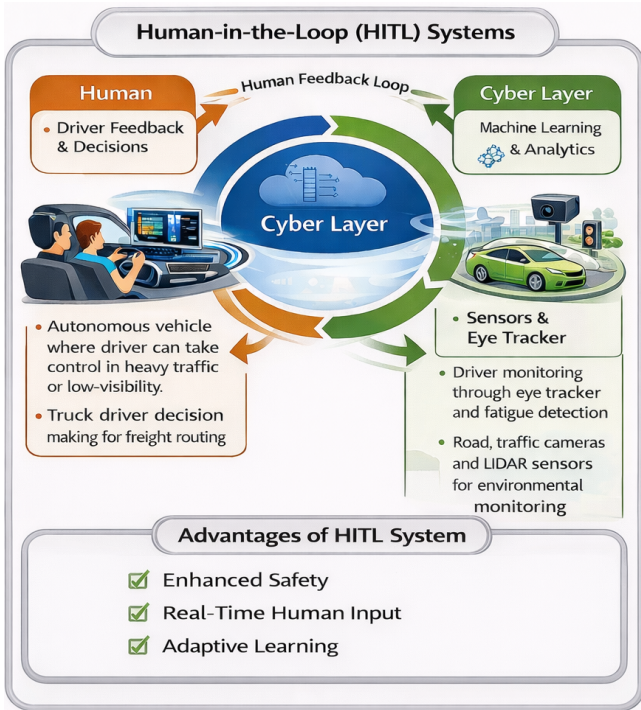 Human-in-the-Loop (HITL) Systems
Human Feedback Loop
Human
• Driver Feedback
& Decisions
Cyber Layer
Machine Learning
& Analytics
Cyber Layer
• Autonomous vehicle
where driver can take
control in heavy traffic
or low-visibility.
• Truck driver decision
making for freight routing
• Sensors &
Eye Tracker
• Driver monitoring
through eye tracker
and fatigue detection
• Road, traffic cameras
and LIDAR sensors
for environmental
monitoring
Advantages of HITL System
Enhanced Safety
Real-Time Human Input
Adaptive Learning